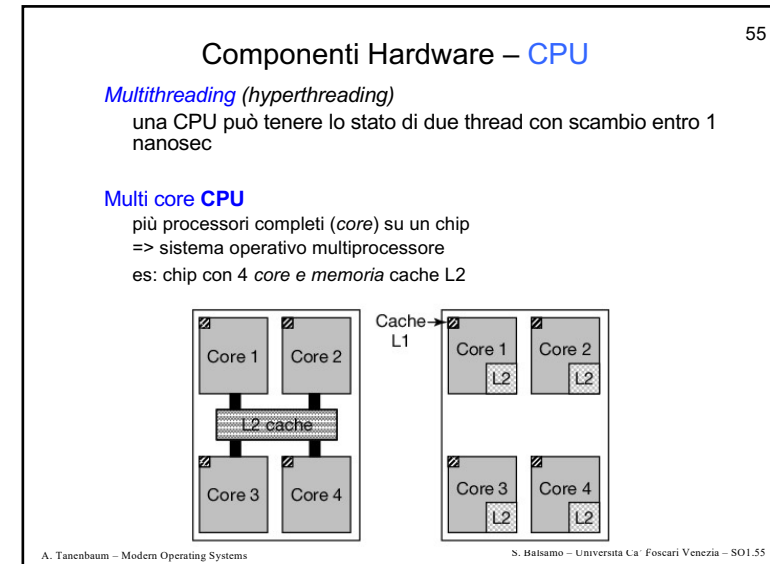 55
Componenti Hardware – CPU
Multithreading (hyperthreading)
una CPU può tenere lo stato di due thread con scambio entro 1
nanosec
Multi core CPU
più processori completi (core) su un chip
=> sistema operativo multiprocessore
es: chip con 4 core e memoria cache L2
Core 1
Core 2
L2 cache
Core 3
Core 4
Cache
L1
Core 1
L2
Core 2
L2
Core 3
L2
Core 4
L2
A. Tanenbaum – Modern Operating Systems
S. Balsamo – Università Ca’ Foscari Venezia – SO1.55